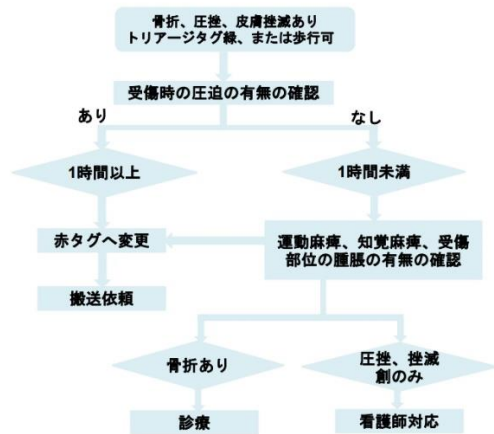 骨折、圧挫、皮膚挫滅あり
トリアージタグ緑、または歩行可
受傷時の圧迫の有無の確認
あり
なし
1時間以上
1時間未満
赤タグへ変更
運動麻痺、知覚麻痺、受傷
部位の腫脹の有無の確認
搬送依頼
骨折あり
圧挫、挫滅
創のみ
診療
看護師対応